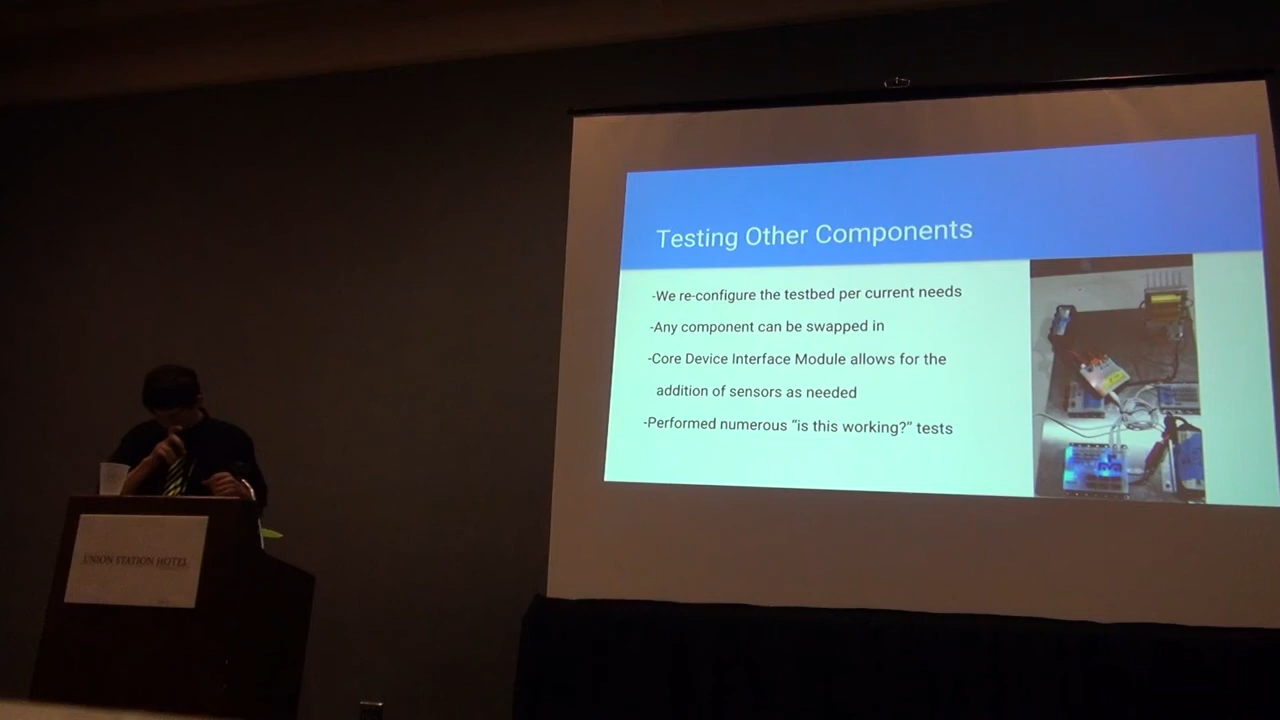 Testing Other Components
-We re-configure the testbed per current needs
-Any component can be swapped in
-Core Device Interface Module allows for the
addition of sensors as needed
-Performed numerous “is this working?” tests
UNION STATION HOTEL